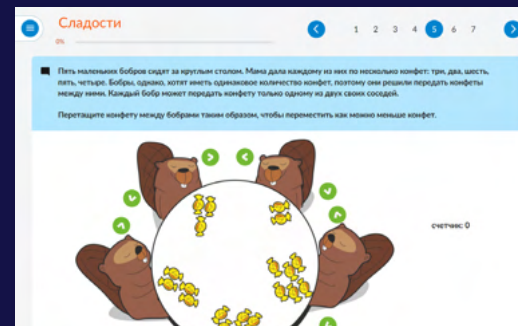 Сладости
0%
1 2 3 4 5 6 7
Пять маленьких бобров сидят за круглым столом. Мама дала каждому из них по несколько конфет: три, два, шесть,
пять, четыре. Бобры, однако, хотят иметь одинаковое количество конфет, поэтому они решили передать конфеты
между ними. Каждый бобр может передать конфету только одному из двух своих соседей.
Перетащите конфету между бобрами таким образом, чтобы переместить как можно меньше конфет.
счетчик: 0